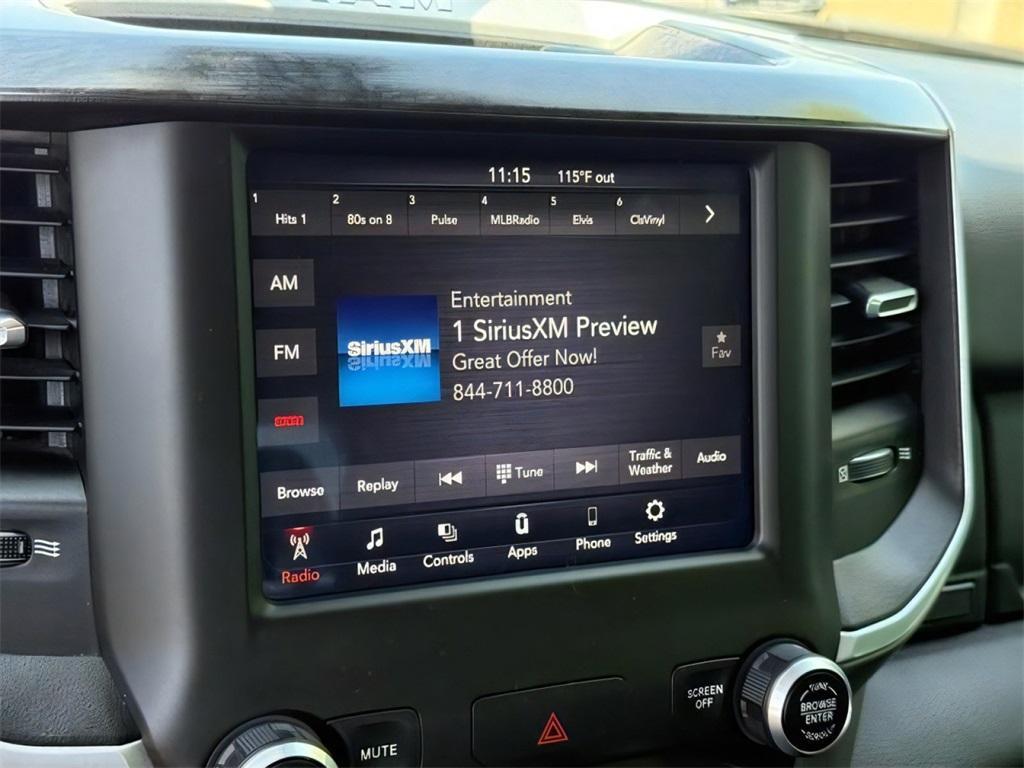 11:15 115°F out
1 2 3 4 5 6
Hits 1 80s on 8 Pulse MLBRadio Elvis ClsVinyl
AM
FM
Entertainment
1 SiriusXM Preview
Great Offer Now!
844-711-8800
SiriusXM
Fav
Browse Replay Tune Traffic &
Weather Audio
Radio Media Controls Apps Phone Settings
MUTE
SCREEN
OFF
BROWSE
ENTER